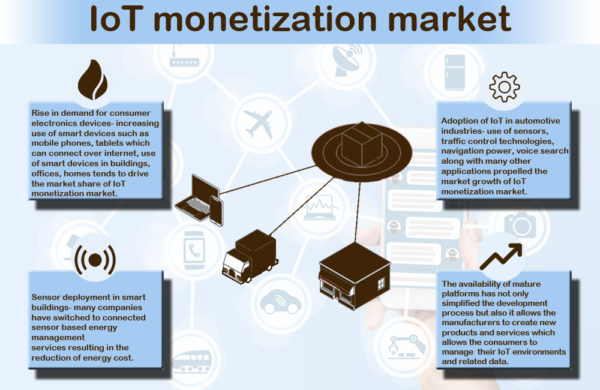 IoT monetization market
Rise in demand for consumer
electronics devices- increasing
use of smart devices such as
mobile phones, tablets which
can connect over internet, use
of smart devices in buildings,
offices, homes tends to drive
the market share of IoT
monetization market.
Adoption of IoT in automotive
industries- use of sensors,
traffic control technologies,
navigation power, voice search
along with many other
applications propelled the
market growth of IoT
monetization market.
Sensor deployment in smart
buildings- many companies
have switched to connected
sensor based energy
management
services resulting in the
reduction of energy cost.
The availability of mature
platforms has not only
simplified the development
process but also it allows the
manufacturers to create new
products and services which
allows the consumers to
manage their IoT environments
and related data.